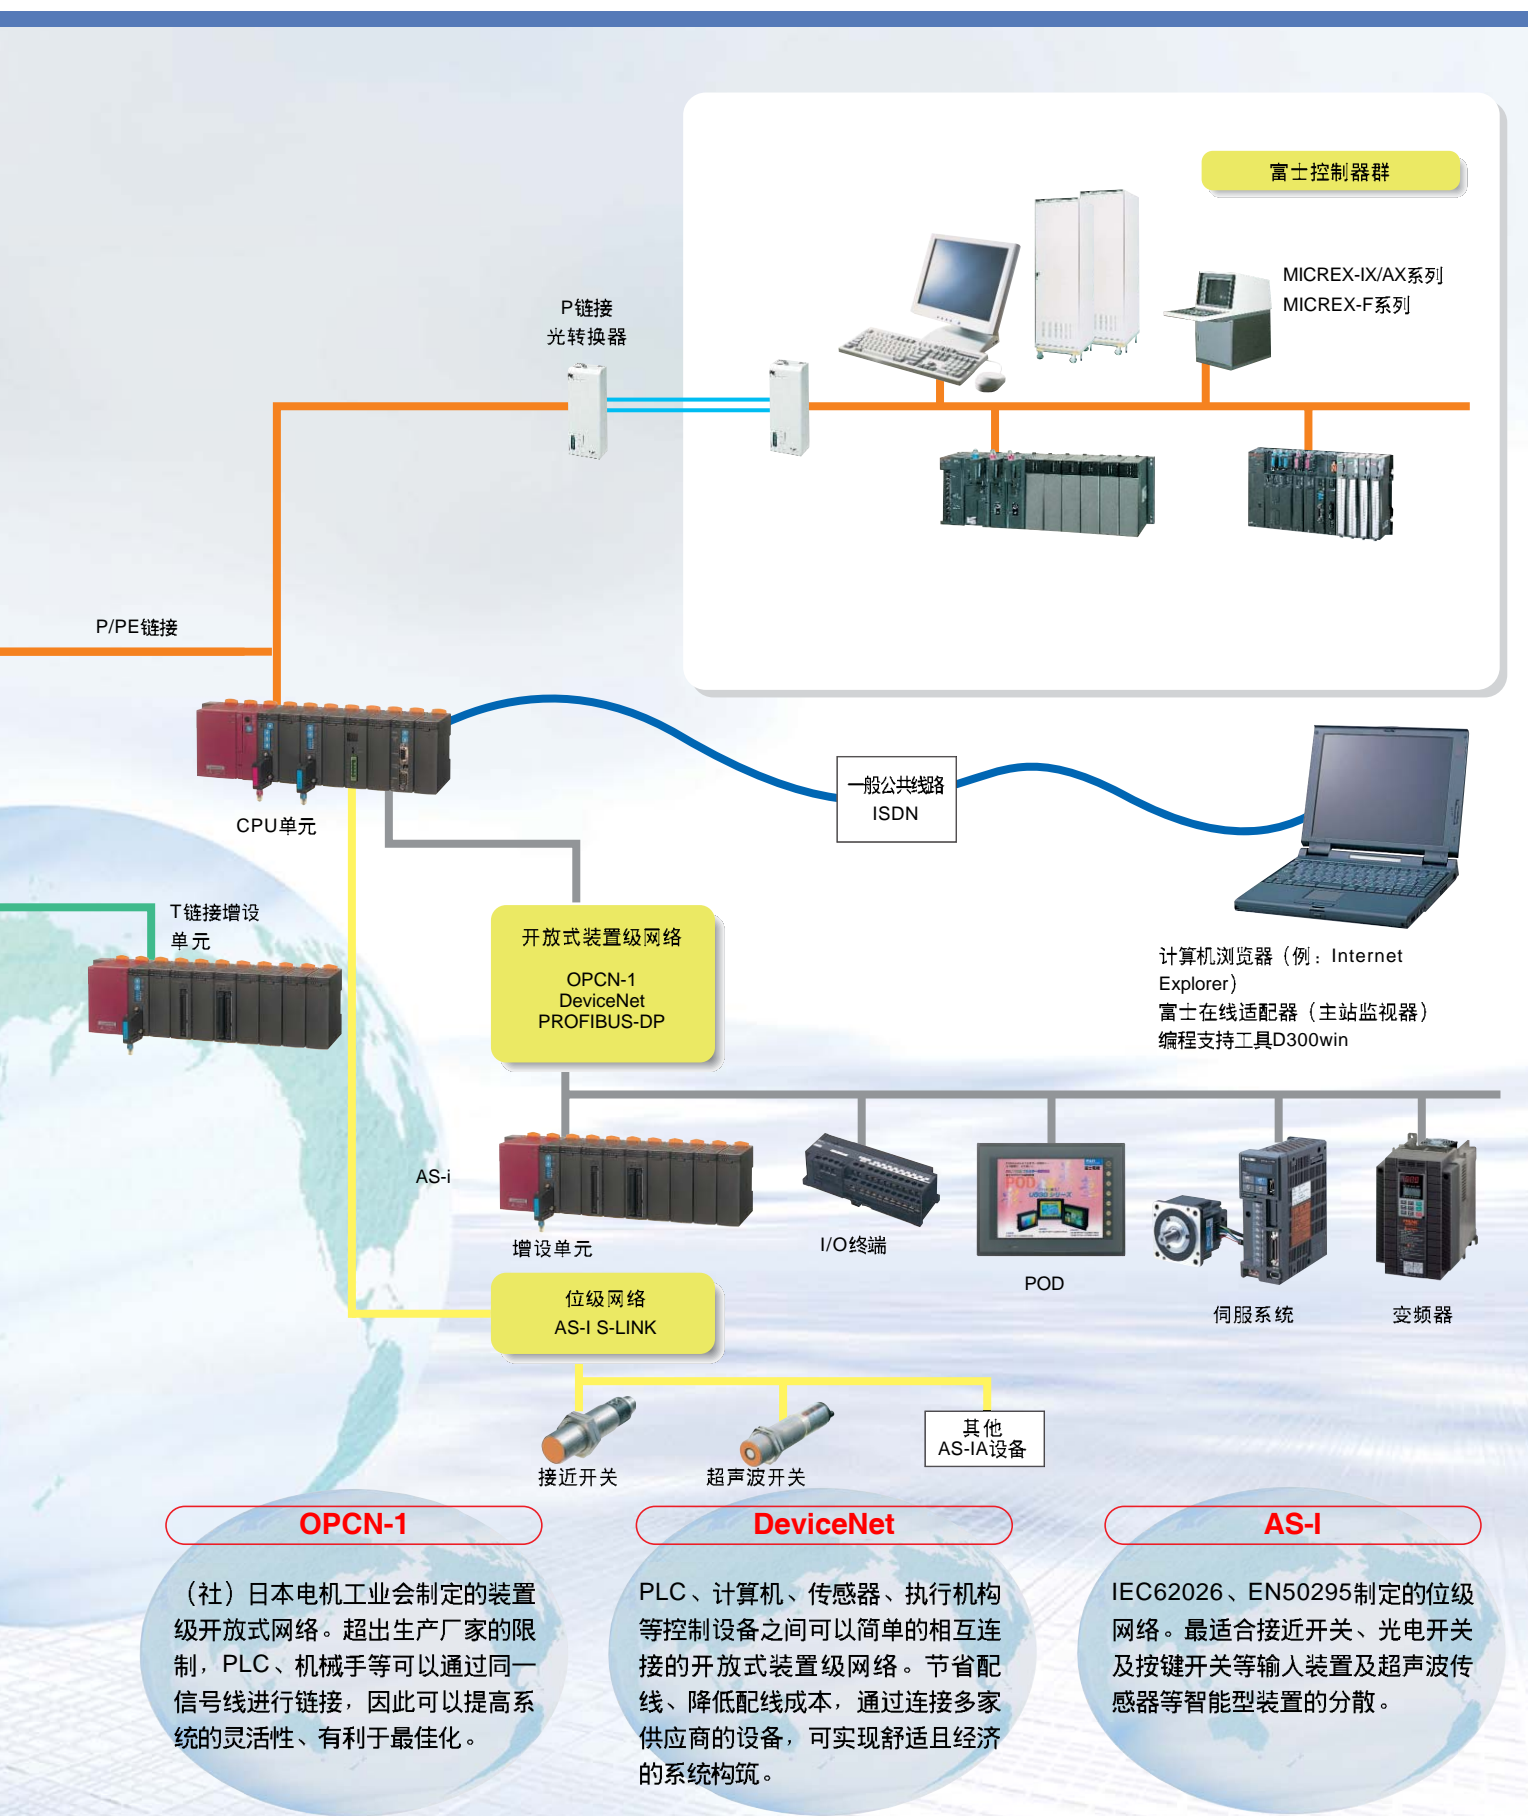 富士控制器群
MICREX-IX/AX系列
MICREX-F系列
P链接
光转换器
P/PE链接
CPU单元
一般公共线路
ISDN
T链接增设
单元
开放式装置级网络
OPCN-1
DeviceNet
PROFIBUS-DP
计算机浏览器（例：Internet
Explorer）
富士在线适配器（主站监视器）
编程支持工具D300win
AS-i
增设单元
I/O终端
POD
伺服系统
变频器
位级网络
AS-I S-LINK
接近开关
超声波开关
其他
AS-IA设备
OPCN-1
（社）日本电机工业会制定的装置
级开放式网络。超出生产厂家的限
制，PLC、机械手等可以通过同一
信号线进行链接，因此可以提高系
统的灵活性、有利于最佳化。
DeviceNet
PLC、计算机、传感器、执行机构
等控制设备之间可以简单的相互连
接的开放式装置级网络。节省配
线、降低配线成本，通过连接多家
供应商的设备，可实现舒适且经济
的系统构筑。
AS-I
IEC62026、EN50295制定的位级
网络。最适合接近开关、光电开关
及按键开关等输入装置及超声波传
感器等智能型装置的分散。